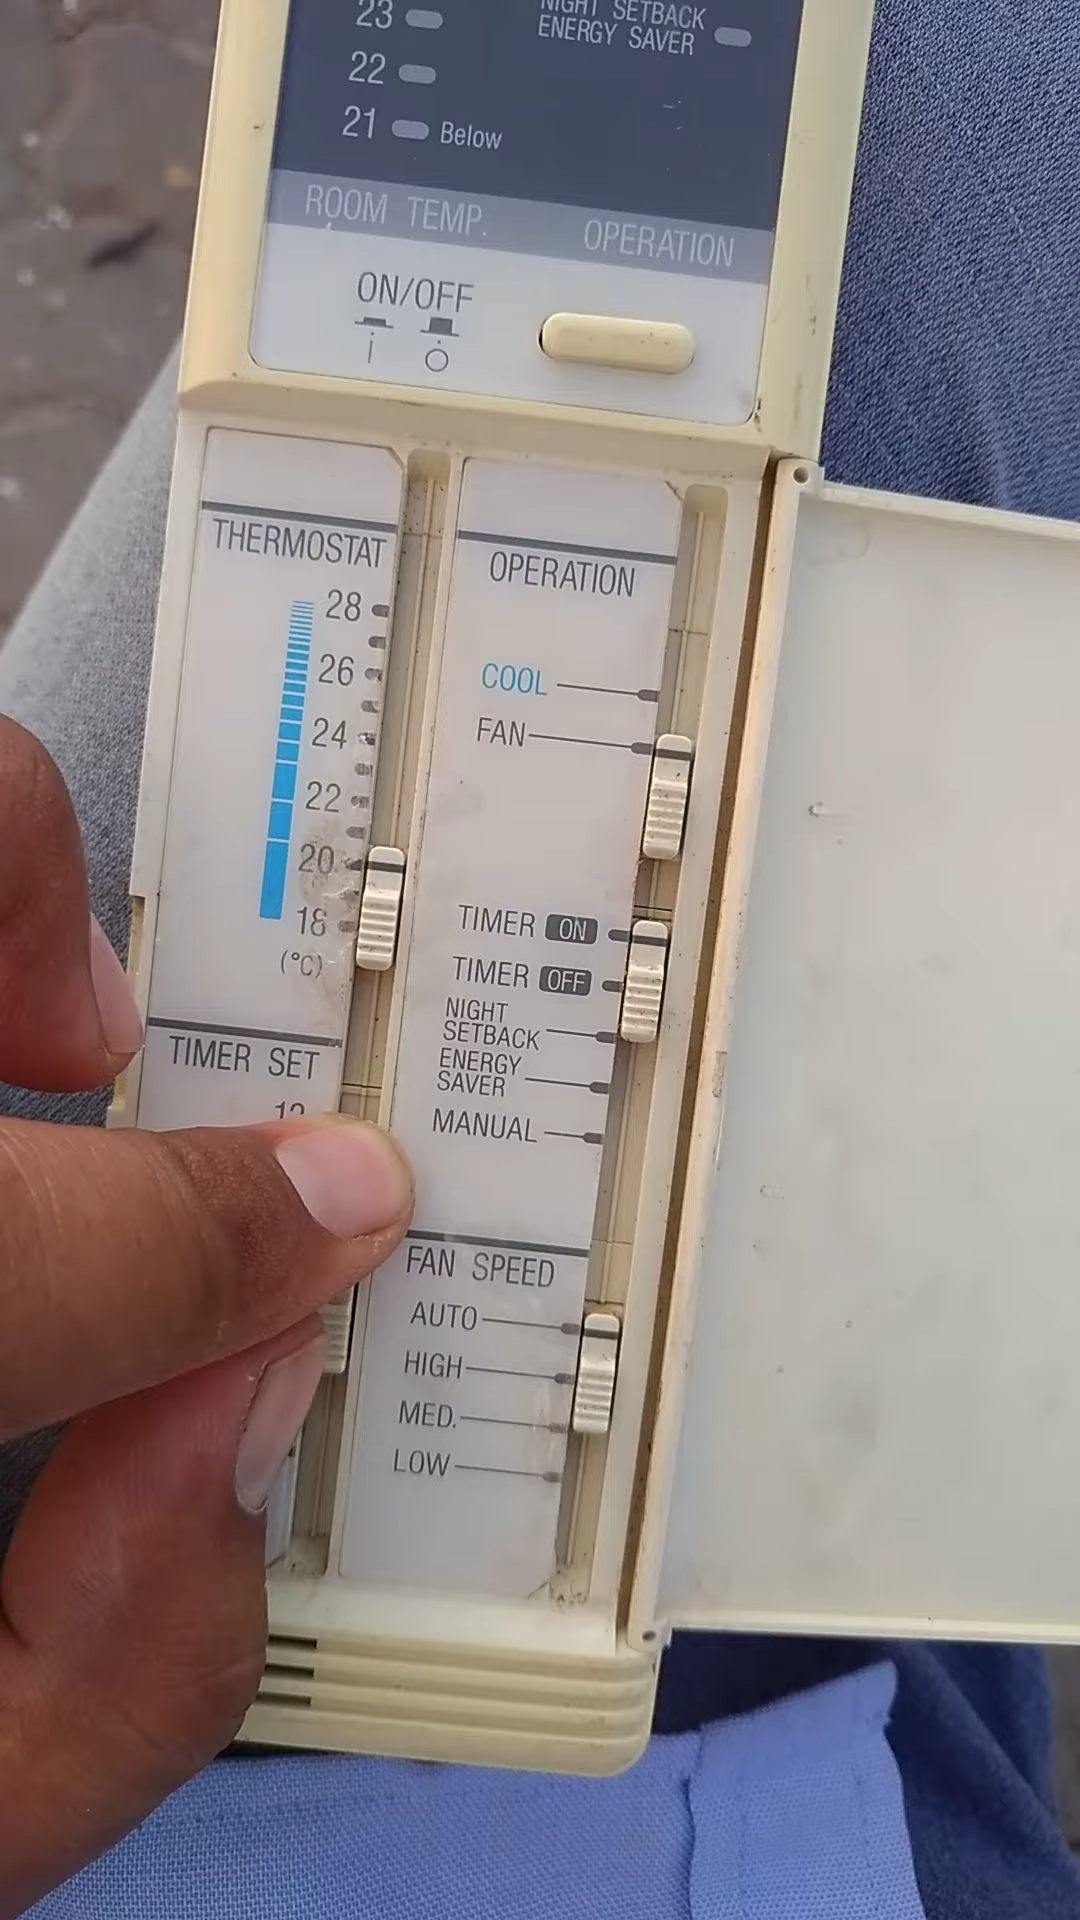 23
NIGHT SETBACK
ENERGY SAVER
22
21 Below
ROOM TEMP.
OPERATION
ON/OFF
THERMOSTAT
28
26
24
22
20
18
(°C)
TIMER SET
12
OPERATION
COOL
FAN
TIMER ON
TIMER OFF
NIGHT
SETBACK
ENERGY
SAVER
MANUAL
FAN SPEED
AUTO
HIGH
MED.
LOW